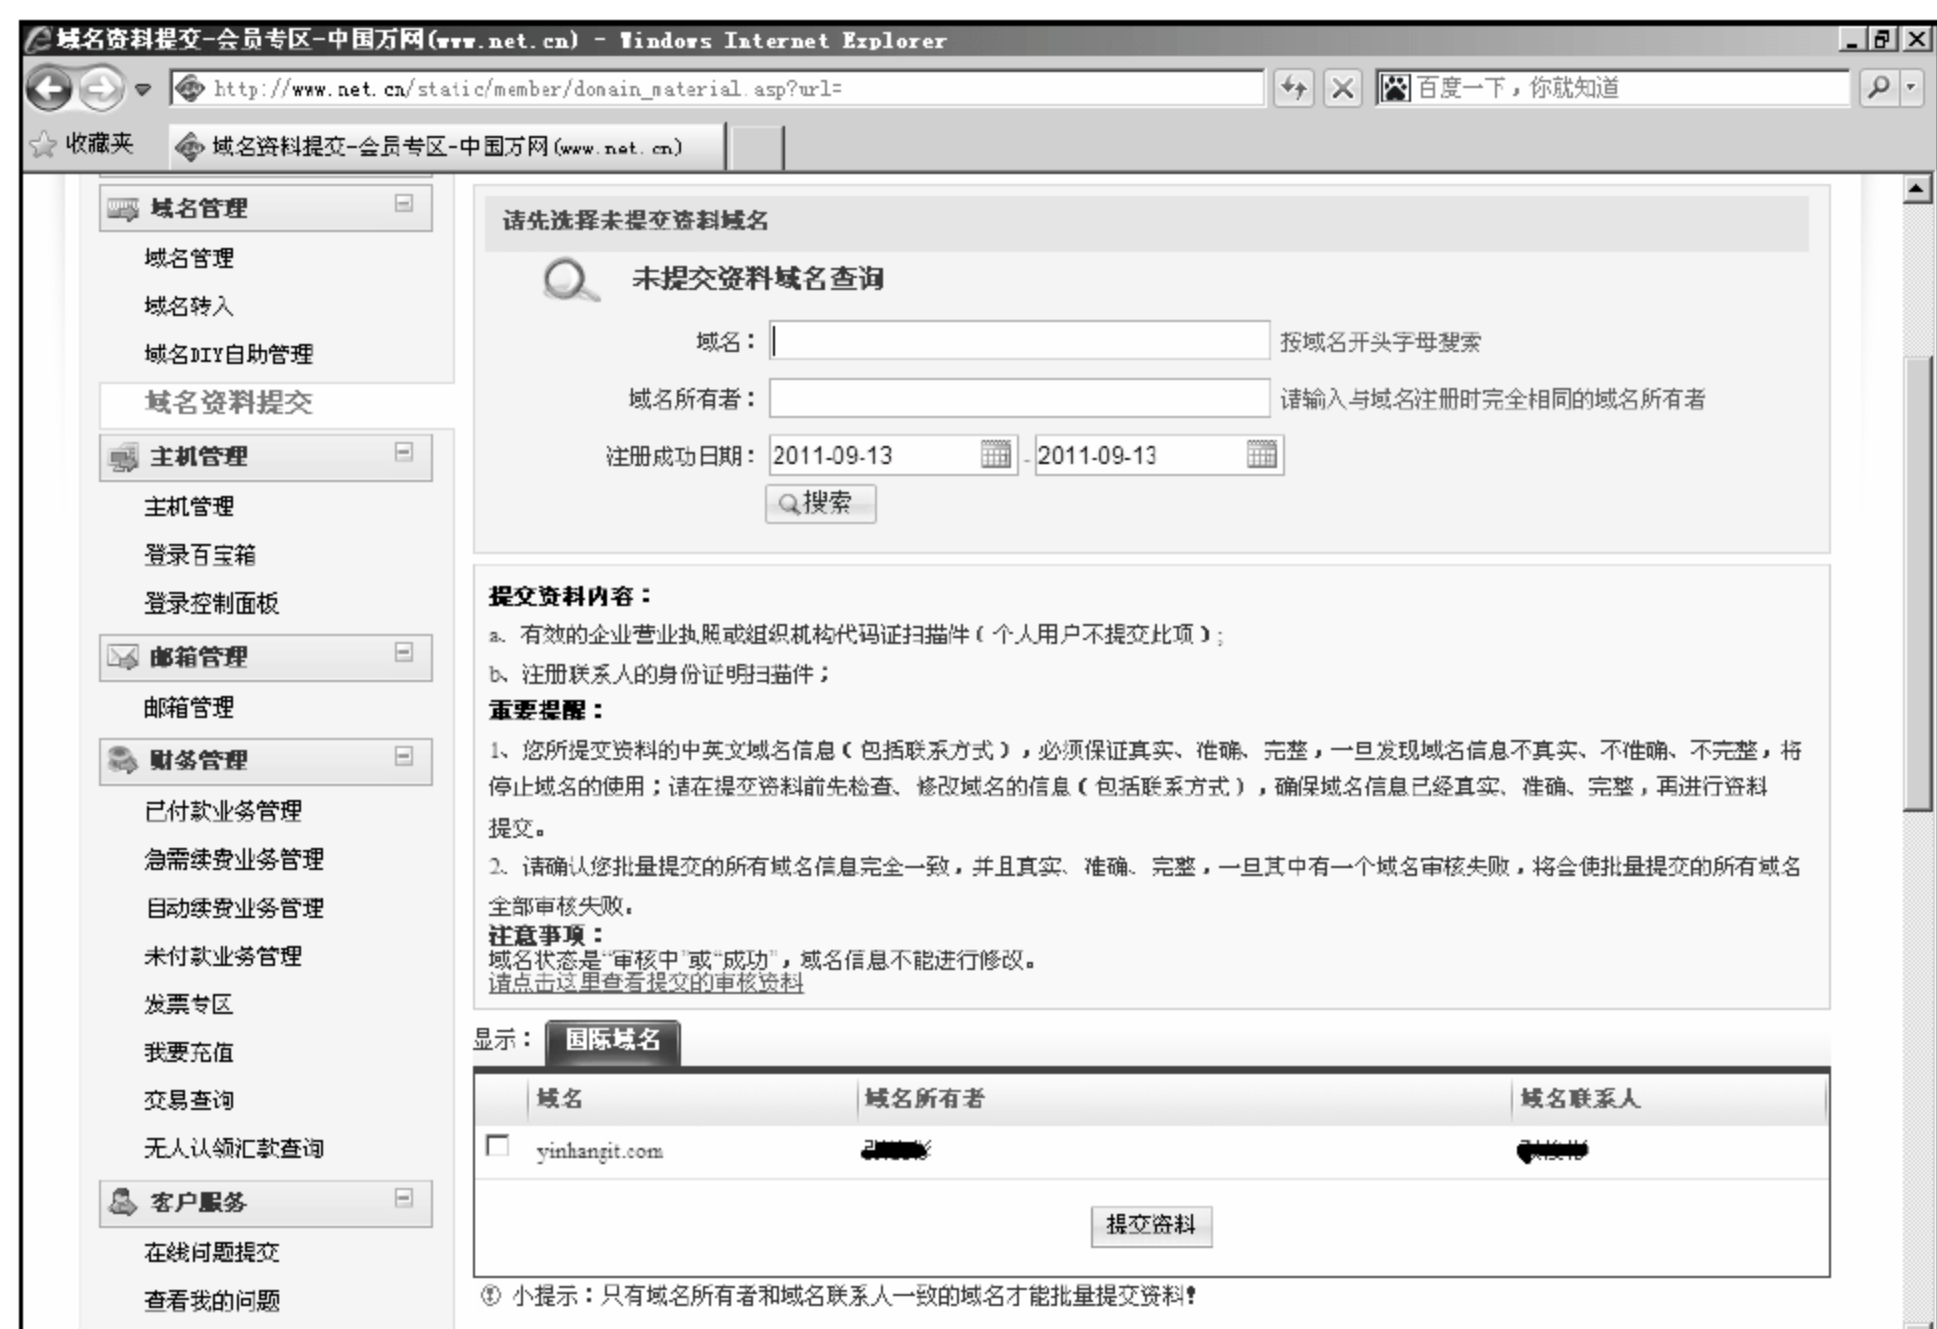 域名资料提交-会员专区-中国万网(www.net.cn) - Windows Internet Explorer
http://www.net.cn/static/member/domain_material.asp?url=
百度一下，你就知道
收藏夹
域名资料提交-会员专区-中国万网(www.net.cn)
域名管理
域名管理
域名转入
域名DIY自助管理
域名资料提交
主机管理
主机管理
登录百宝箱
登录控制面板
邮箱管理
邮箱管理
财务管理
已付款业务管理
急需续费业务管理
自动续费业务管理
未付款业务管理
发票专区
我要充值
交易查询
无人认领汇款查询
客户服务
在线问题提交
查看我的问题
请先选择未提交资料域名
未提交资料域名查询
域名： 按域名开头字母搜索
域名所有者： 请输入与域名注册时完全相同的域名所有者
注册成功日期： 2011-09-13 - 2011-09-13
搜索
提交资料内容：
a、有效的企业营业执照或组织机构代码证扫描件（个人用户不提交此项）;
b、注册联系人的身份证明扫描件；
重要提醒：
1、您所提交资料的中英文域名信息（包括联系方式），必须保证真实、准确、完整，一旦发现域名信息不真实、不准确、不完整，将
停止域名的使用；请在提交资料前先检查、修改域名的信息（包括联系方式），确保域名信息已经真实、准确、完整，再进行资料
提交。
2、请确认您批量提交的所有域名信息完全一致，并且真实、准确、完整，一旦其中有一个域名审核失败，将会使批量提交的所有域名
全部审核失败。
注意事项：
域名状态是“审核中”或“成功”，域名信息不能进行修改。
请点击这里查看提交的审核资料
显示： 国际域名
域名 域名所有者 域名联系人
yinhangit.com
提交资料
小提示：只有域名所有者和域名联系人一致的域名才能批量提交资料！